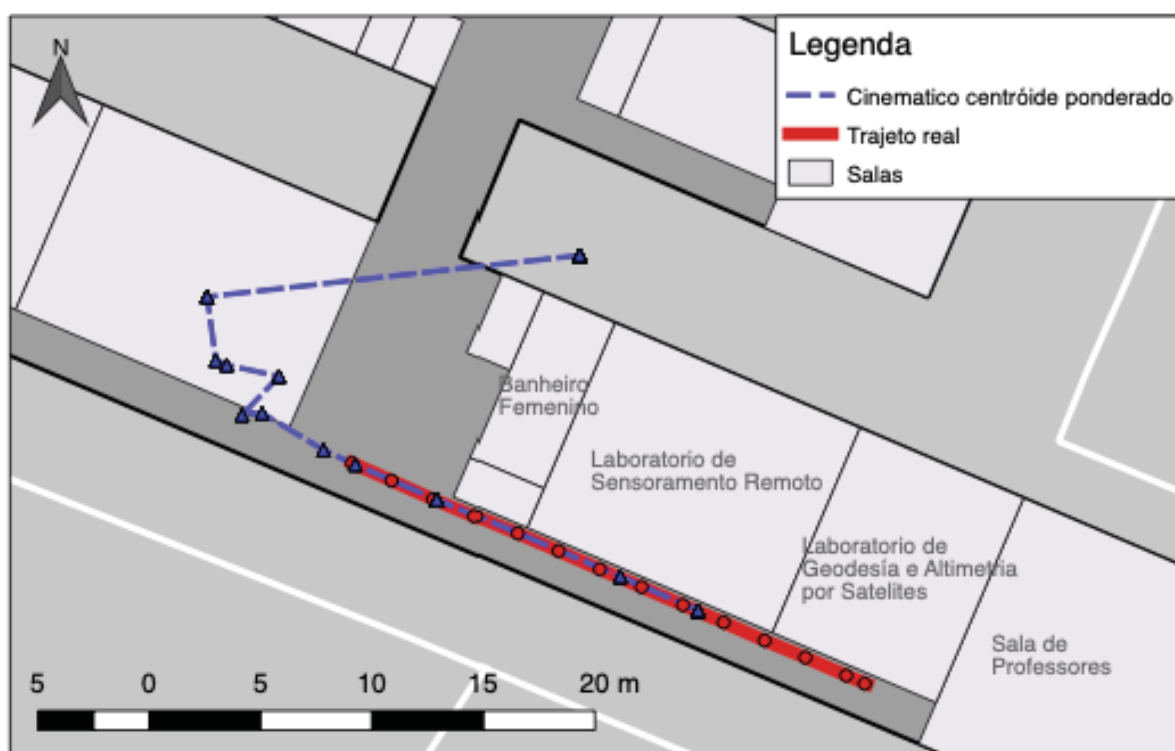 N
Legenda
Cinematico centróide ponderado
Trajeto real
Salas
Banheiro
Femenino
Laboratorio de
Sensoramento Remoto
Laboratorio de
Geodesía e Altimetria
por Satelites
Sala de
Professores
5 0 5 10 15 20 m